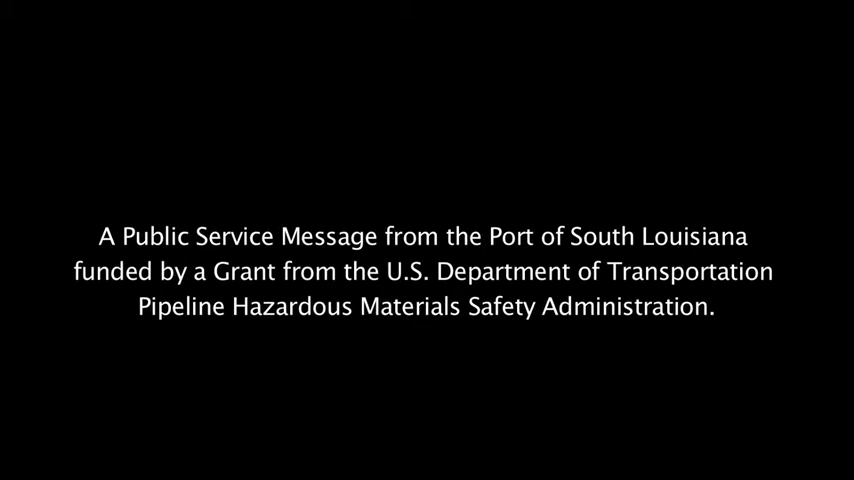 A Public Service Message from the Port of South Louisiana
funded by a Grant from the U.S. Department of Transportation
Pipeline Hazardous Materials Safety Administration.